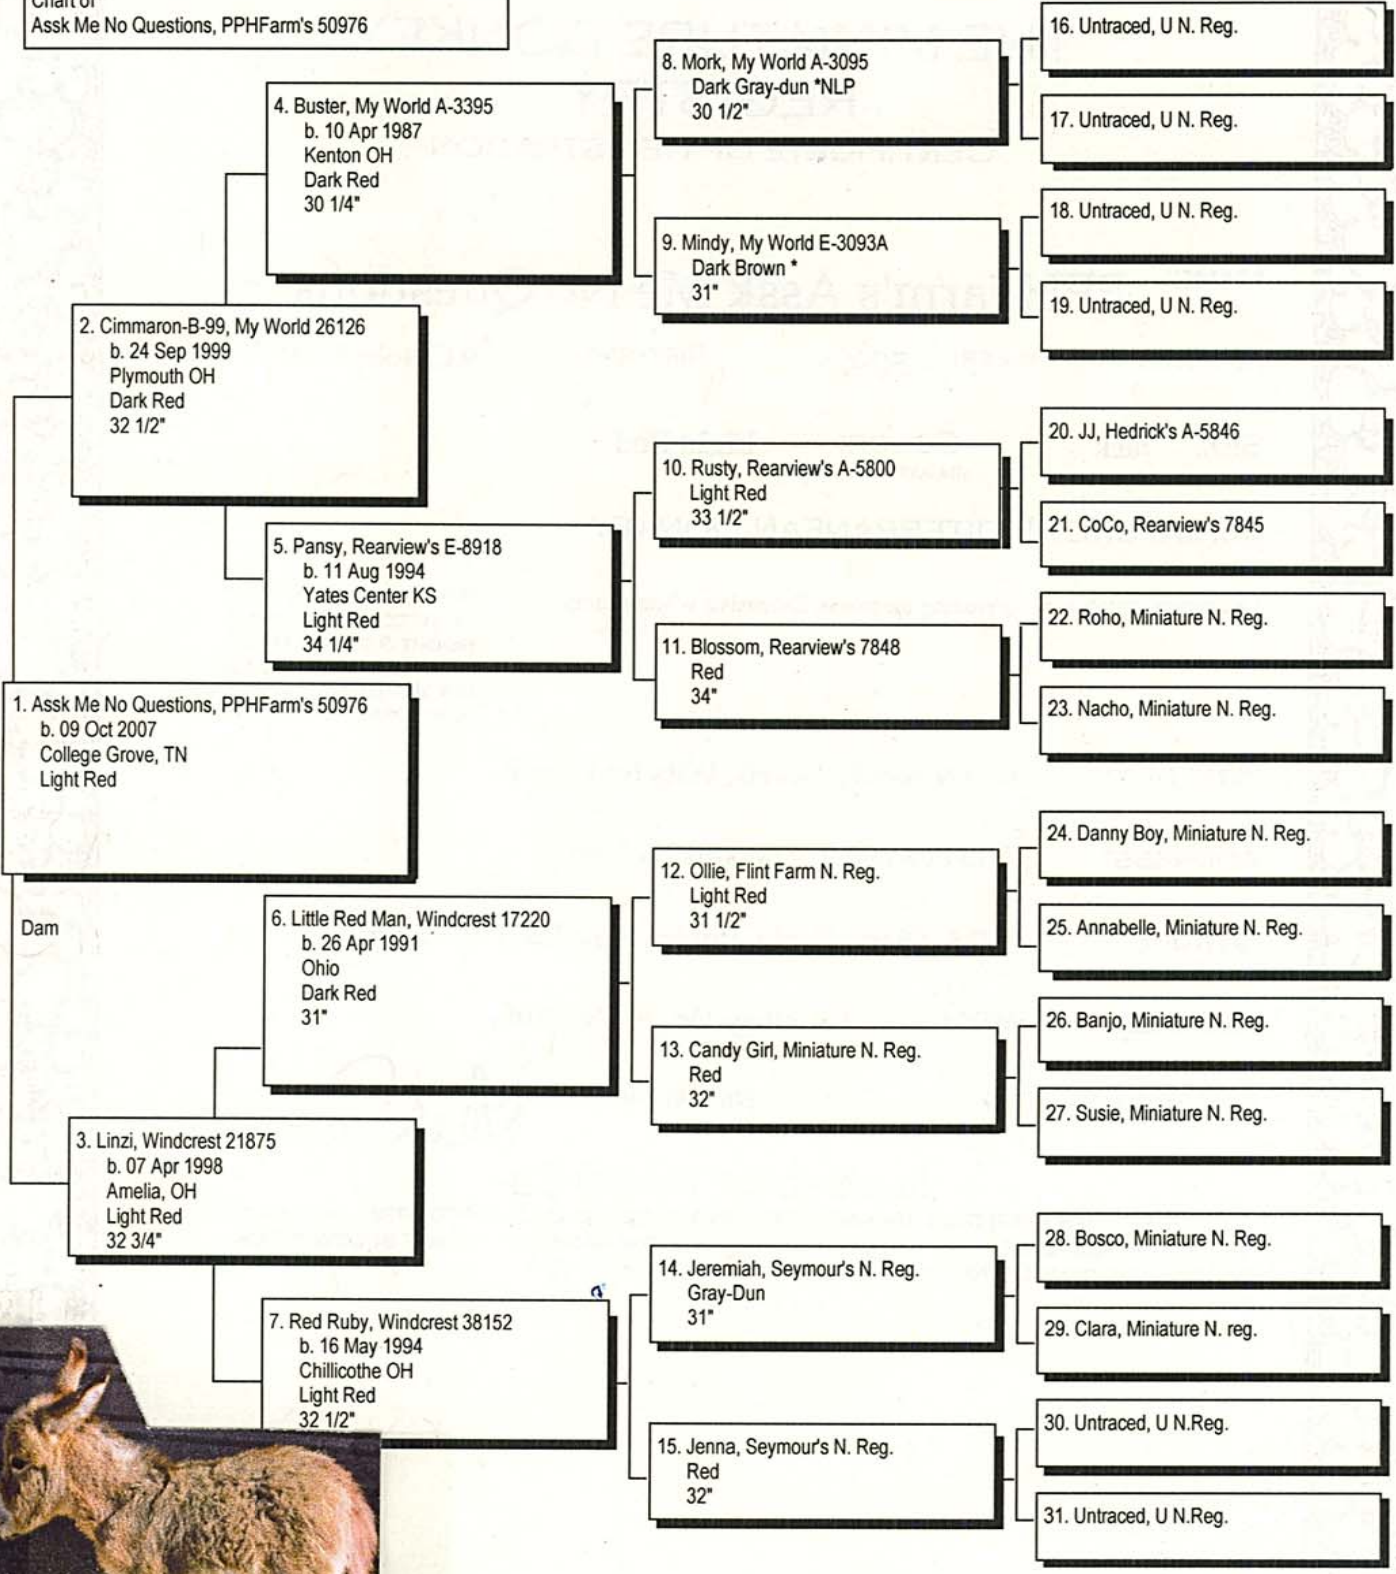 Chart of
Assk Me No Questions, PPHFarm's 50976
16. Untraced, U N. Reg.
8. Mork, My World A-3095
Dark Gray-dun *NLP
30 1/2"
17. Untraced, U N. Reg.
4. Buster, My World A-3395
b. 10 Apr 1987
Kenton OH
Dark Red
30 1/4"
18. Untraced, U N. Reg.
9. Mindy, My World E-3093A
Dark Brown *
31"
19. Untraced, U N. Reg.
2. Cimmaron-B-99, My World 26126
b. 24 Sep 1999
Plymouth OH
Dark Red
32 1/2"
20. JJ, Hedrick's A-5846
10. Rusty, Rearview's A-5800
Light Red
33 1/2"
21. CoCo, Rearview's 7845
5. Pansy, Rearview's E-8918
b. 11 Aug 1994
Yates Center KS
Light Red
34 1/4"
22. Roho, Miniature N. Reg.
11. Blossom, Rearview's 7848
Red
34"
23. Nacho, Miniature N. Reg.
1. Assk Me No Questions, PPHFarm's 50976
b. 09 Oct 2007
College Grove, TN
Light Red
24. Danny Boy, Miniature N. Reg.
12. Ollie, Flint Farm N. Reg.
Light Red
31 1/2"
25. Annabelle, Miniature N. Reg.
Dam
6. Little Red Man, Windcrest 17220
b. 26 Apr 1991
Ohio
Dark Red
31"
26. Banjo, Miniature N. Reg.
13. Candy Girl, Miniature N. Reg.
Red
32"
27. Susie, Miniature N. Reg.
3. Linzi, Windcrest 21875
b. 07 Apr 1998
Amelia, OH
Light Red
32 3/4"
28. Bosco, Miniature N. Reg.
14. Jeremiah, Seymour's N. Reg.
Gray-Dun
31"
29. Clara, Miniature N. reg.
7. Red Ruby, Windcrest 38152
b. 16 May 1994
Chillicothe OH
Light Red
32 1/2"
30. Untraced, U N.Reg.
15. Jenna, Seymour's N. Reg.
Red
32"
31. Untraced, U N.Reg.